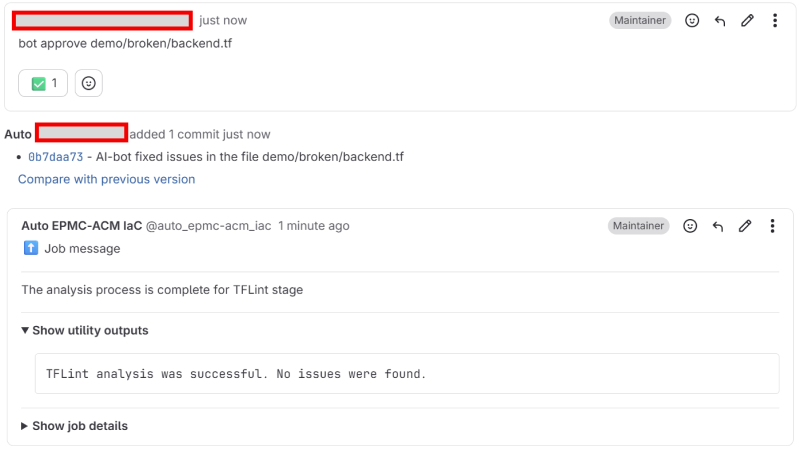 just now Maintainer
bot approve demo/broken/backend.tf
1
Auto added 1 commit just now
• 0b7daa73 - AI-bot fixed issues in the file demo/broken/backend.tf
Compare with previous version
Auto EPMC-ACM IaC @auto_epmc-acm_iac 1 minute ago Maintainer
Job message
The analysis process is complete for TFLint stage
Show utility outputs
TFLint analysis was successful. No issues were found.
Show job details